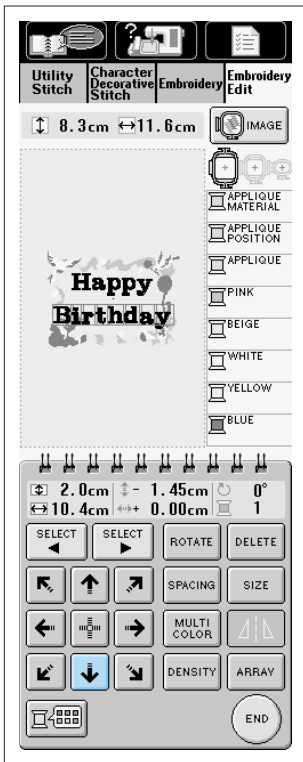 Utility Stitch
Character Decorative Stitch
Embroidery
Embroidery Edit
8.3cm 11.6cm
IMAGE
APPLIQUE MATERIAL
APPLIQUE POSITION
APPLIQUE
PINK
BEIGE
WHITE
YELLOW
BLUE
Happy
Birthday
2.0cm - 1.45cm 0°
10.4cm + 0.00cm 1
SELECT SELECT ROTATE DELETE
SPACING SIZE
MULTI COLOR
DENSITY ARRAY
END